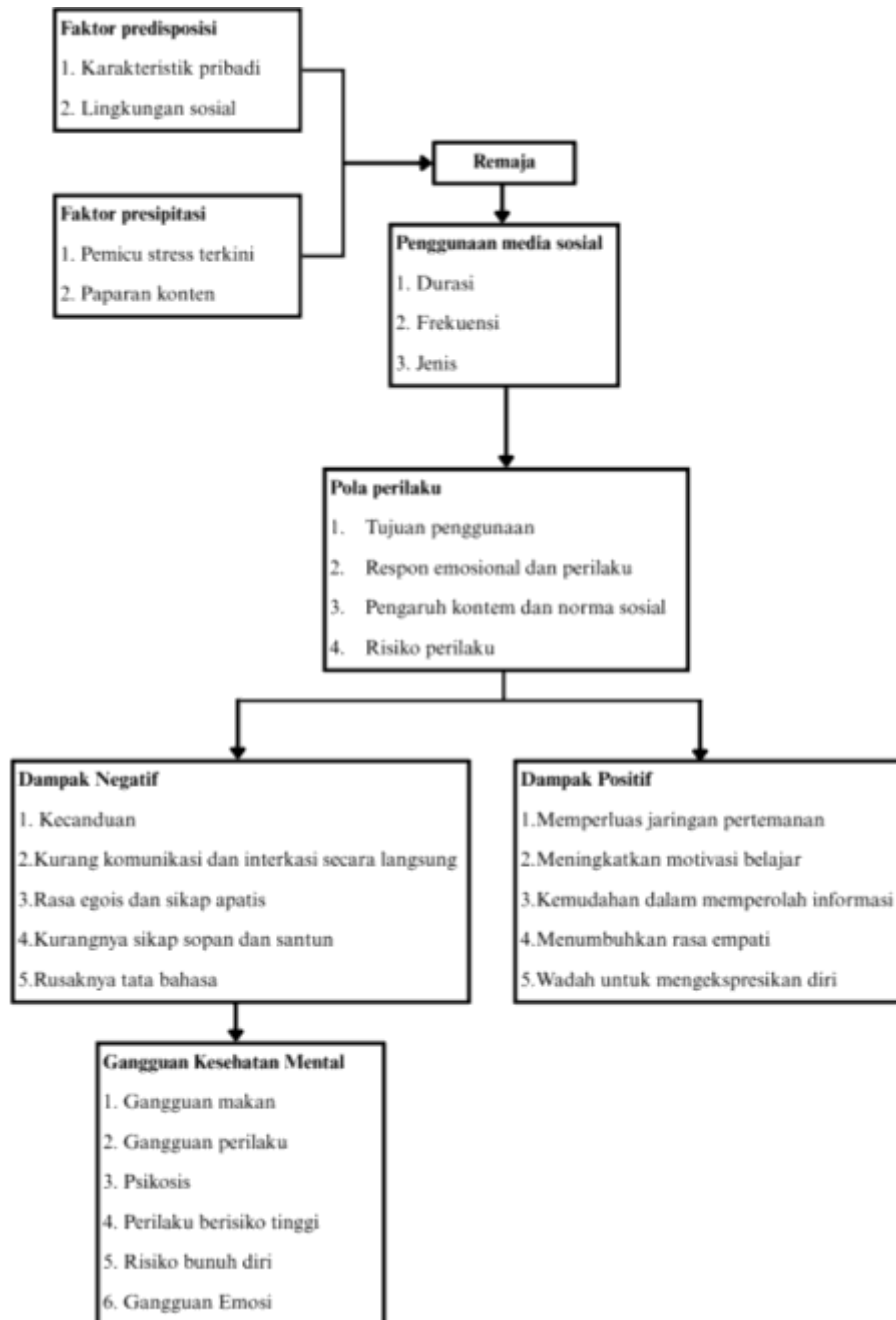 Faktor predisposisi
1. Karakteristik pribadi
2. Lingkungan sosial
Remaja
Faktor presipitasi
1. Pemicu stress terkini
2. Paparan konten
Penggunaan media sosial
1. Durasi
2. Frekuensi
3. Jenis
Pola perilaku
1. Tujuan penggunaan
2. Respon emosional dan perilaku
3. Pengaruh kontem dan norma sosial
4. Risiko perilaku
Dampak Negatif
1. Kecanduan
2.Kurang komunikasi dan interkasi secara langsung
3.Rasa egois dan sikap apatis
4.Kurangnya sikap sopan dan santun
5.Rusaknya tata bahasa
Dampak Positif
1.Memperluas jaringan pertemanan
2.Meningkatkan motivasi belajar
3.Kemudahan dalam memperolah informasi
4.Menumbuhkan rasa empati
5.Wadah untuk mengekspresikan diri
Gangguan Kesehatan Mental
1. Gangguan makan
2. Gangguan perilaku
3. Psikosis
4. Perilaku berisiko tinggi
5. Risiko bunuh diri
6. Gangguan Emosi